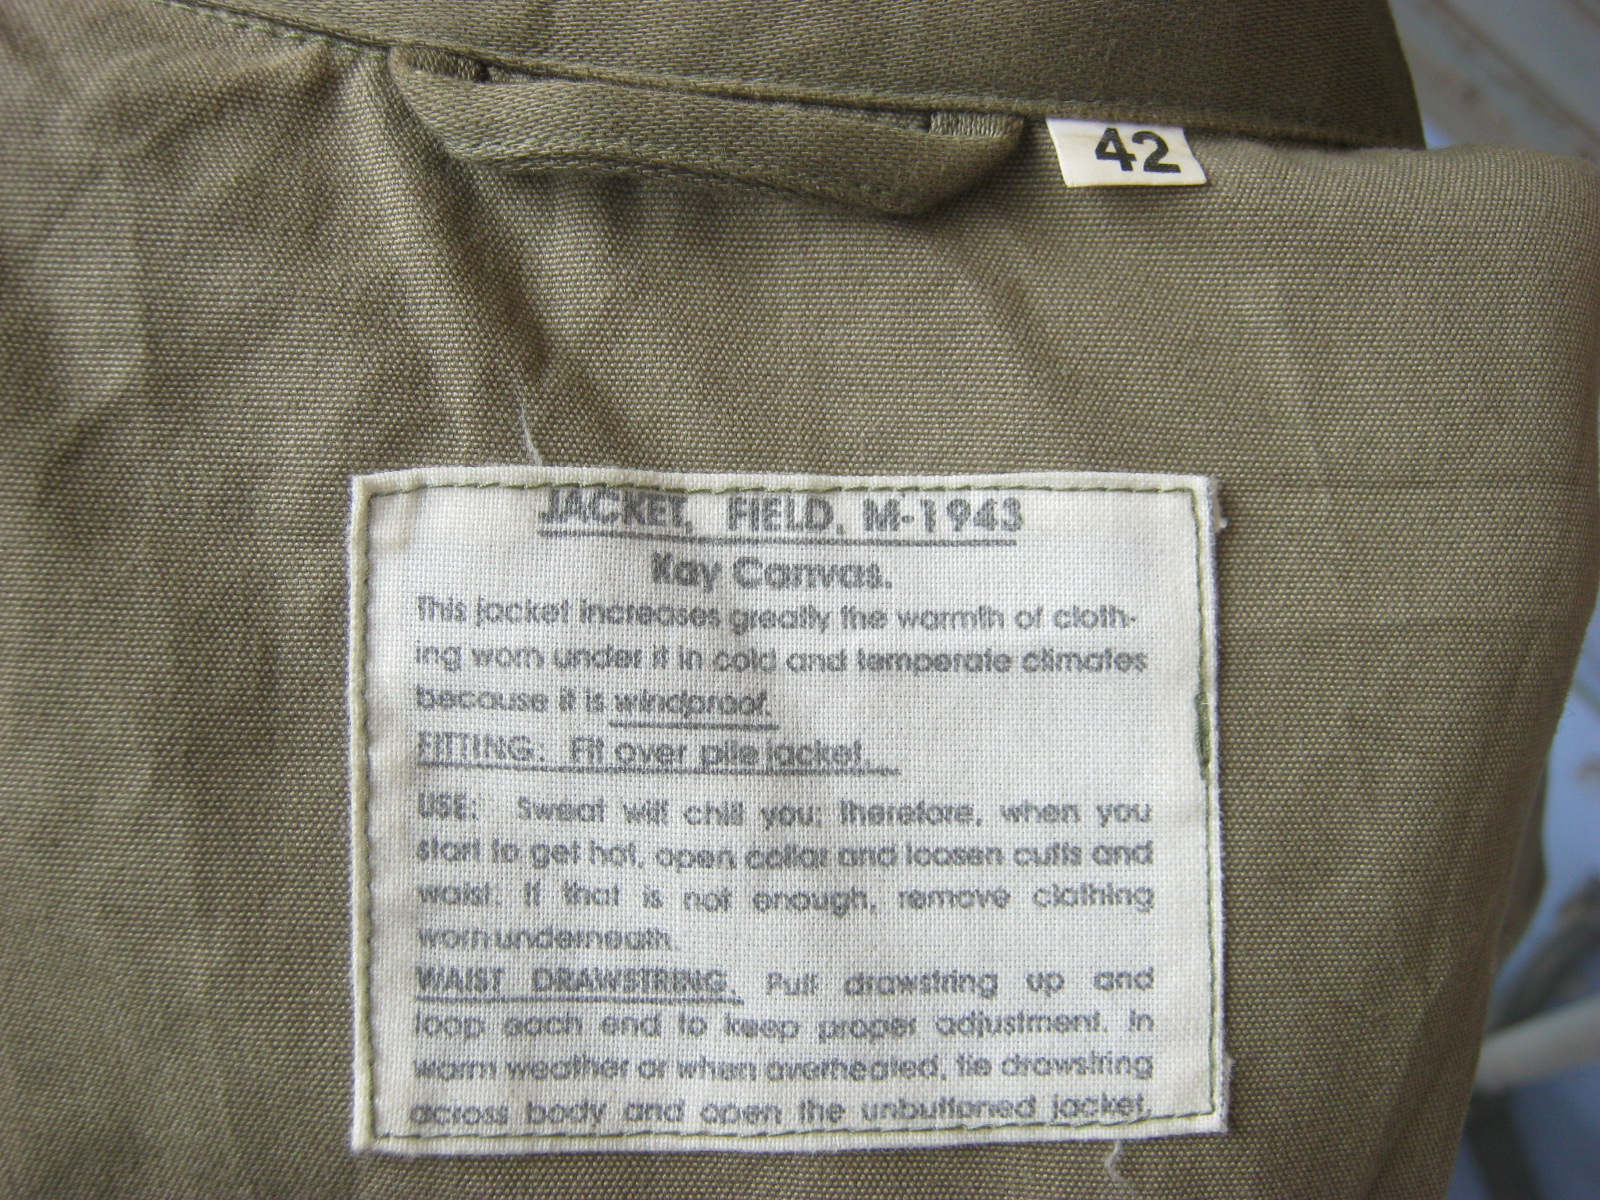 42
JACKET, FIELD, M-1943
Kay Canvas.
This jacket increases greatly the warmth of cloth-
ing worn under it in cold and temperate climates
because it is windproof.
FITTING: Fit over pile jacket
USE: Sweat will chill you; therefore, when you
start to get hot, open collar and loosen cuffs and
waist. If that is not enough, remove clothing
worn underneath.
WAIST DRAWSTRING. Pull drawstring up and
loop each end to keep proper adjustment. In
warm weather or when overheated, tie drawstring
across body and open the unbuttoned jacket.